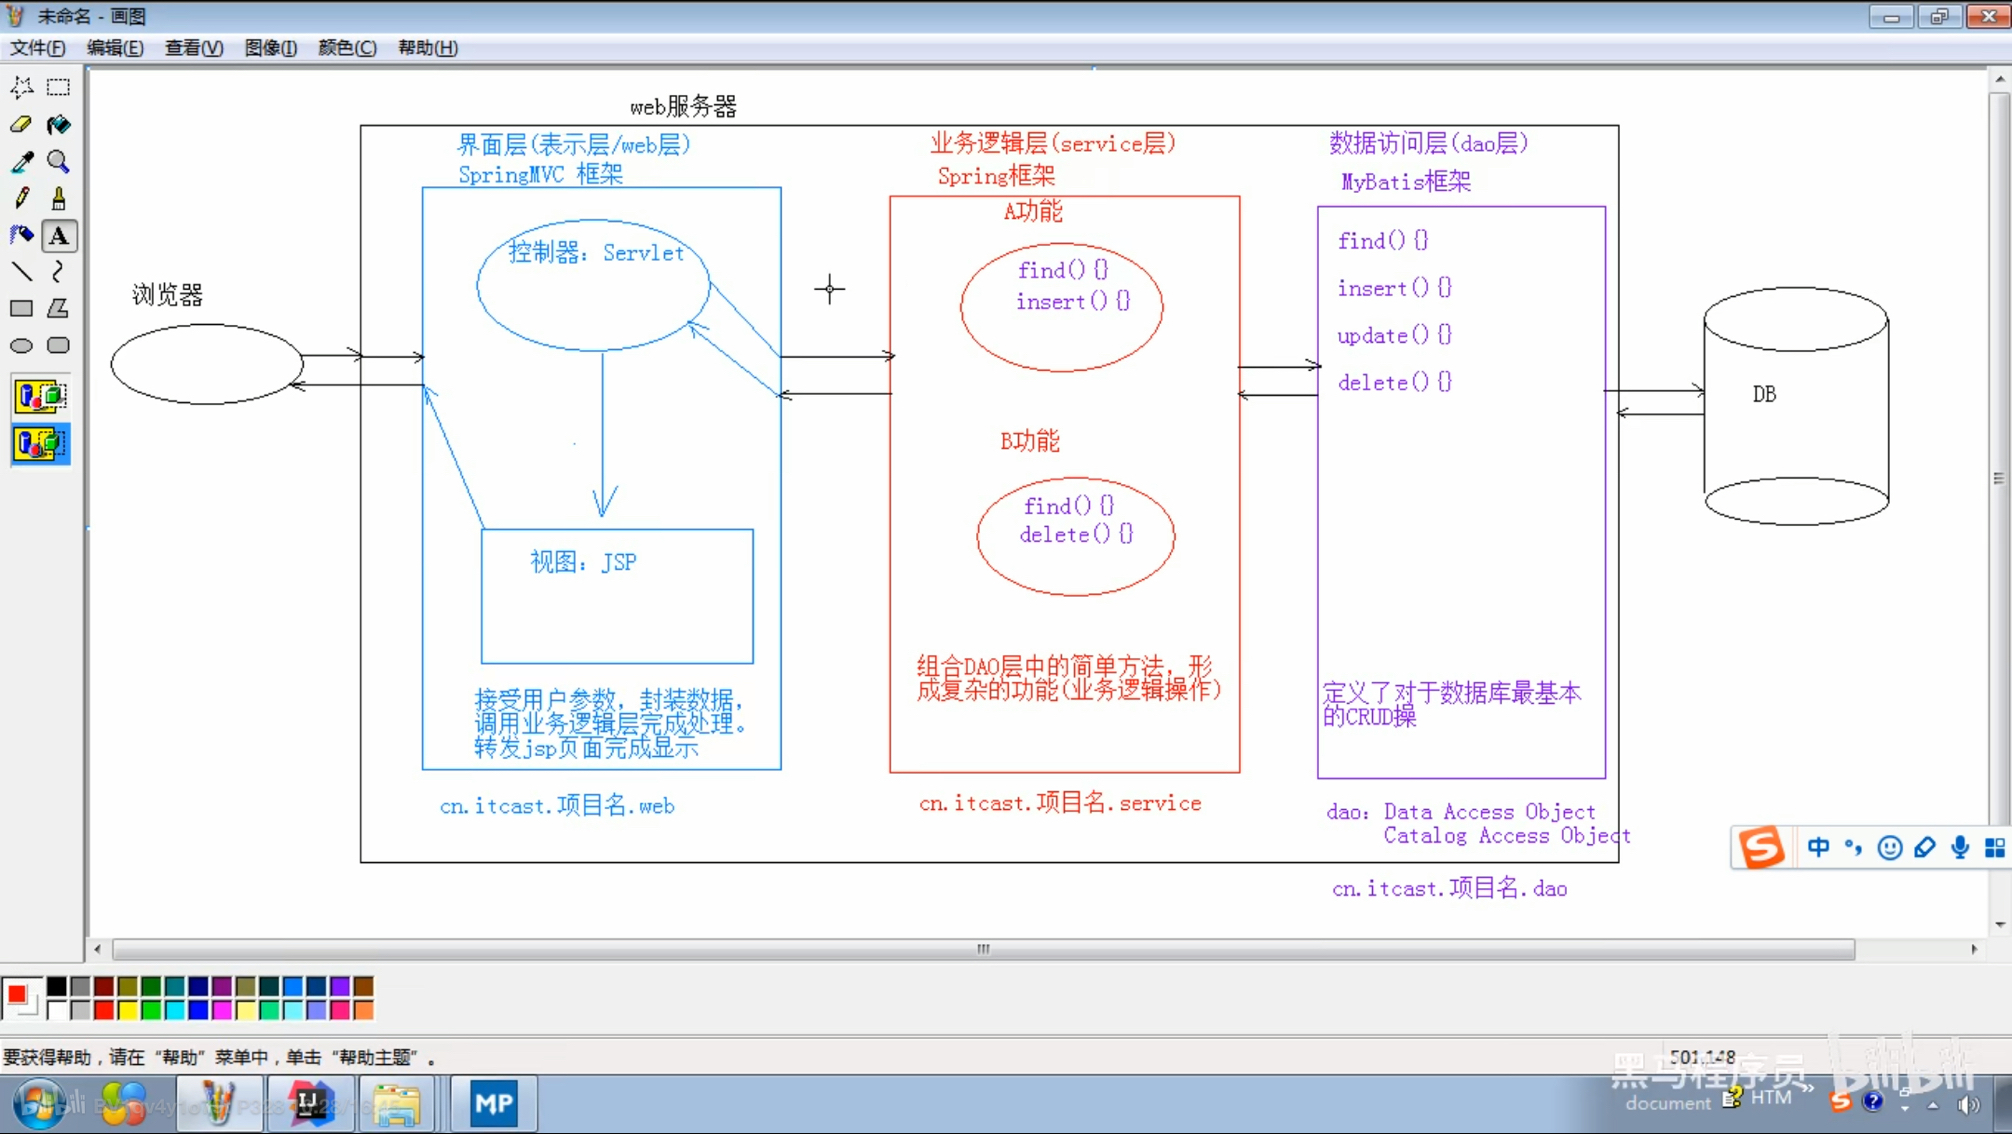 未命名 - 画图
文件(F) 编辑(E) 查看(V) 图像(I) 颜色(C) 帮助(H)
web服务器
界面层(表示层/web层)
SpringMVC 框架
控制器：Servlet
视图：JSP
接受用户参数，封装数据，
调用业务逻辑层完成处理。
转发jsp页面完成显示
cn.itcast.项目名.web
浏览器
业务逻辑层(service层)
Spring框架
A功能
find(){}
insert(){}
B功能
find(){}
delete(){}
组合DAO层中的简单方法，形
成复杂的功能(业务逻辑操作)
cn.itcast.项目名.service
数据访问层(dao层)
MyBatis框架
find(){}
insert(){}
update(){}
delete(){}
定义了对于数据库最基本
的CRUD操
dao：Data Access Object
Catalog Access Object
cn.itcast.项目名.dao
DB
中
要获得帮助，请在“帮助”菜单中，单击“帮助主题”。
501,148
黑马程序员
bilibili
document
HTM
MP
IJ
bilibili